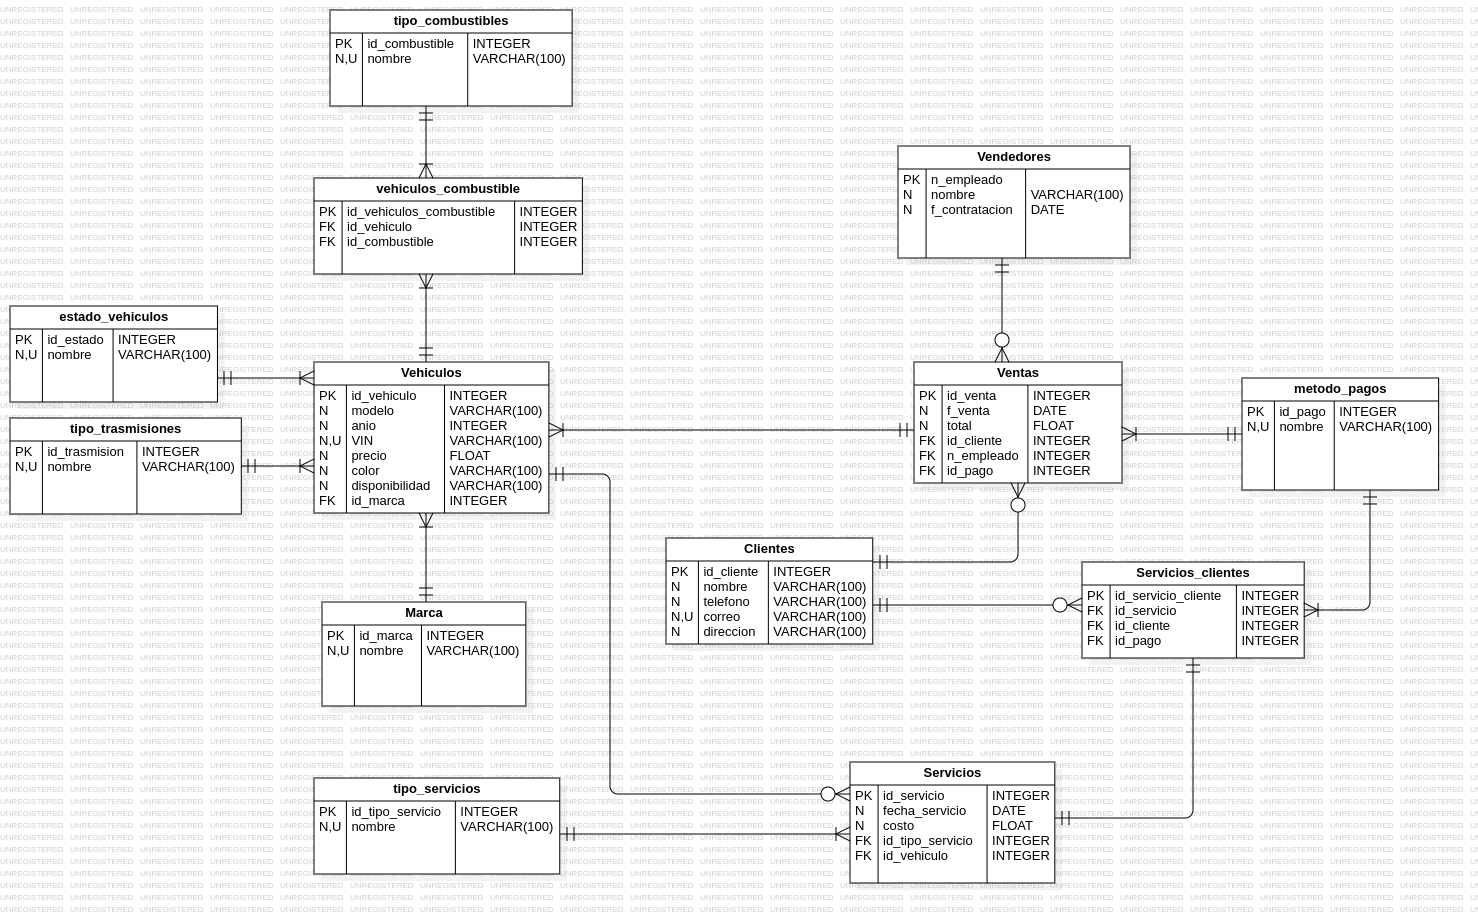 tipo_combustibles
PK id_combustible INTEGER
N,U nombre VARCHAR(100)
vehiculos_combustible
PK id_vehiculos_combustible INTEGER
FK id_vehiculo INTEGER
FK id_combustible INTEGER
Vendedores
PK n_empleado
N nombre VARCHAR(100)
N f_contratacion DATE
estado_vehiculos
PK id_estado INTEGER
N,U nombre VARCHAR(100)
tipo_trasmisiones
PK id_trasmision INTEGER
N,U nombre VARCHAR(100)
Vehiculos
PK id_vehiculo INTEGER
N modelo VARCHAR(100)
N anio INTEGER
N,U VIN VARCHAR(100)
N precio FLOAT
N color VARCHAR(100)
N disponibilidad VARCHAR(100)
FK id_marca INTEGER
Ventas
PK id_venta INTEGER
N f_venta DATE
N total FLOAT
FK id_cliente INTEGER
FK n_empleado INTEGER
FK id_pago INTEGER
metodo_pagos
PK id_pago INTEGER
N,U nombre VARCHAR(100)
Clientes
PK id_cliente INTEGER
N nombre VARCHAR(100)
N telefono VARCHAR(100)
N,U correo VARCHAR(100)
N direccion VARCHAR(100)
Servicios_clientes
PK id_servicio_cliente INTEGER
FK id_servicio INTEGER
FK id_cliente INTEGER
FK id_pago INTEGER
Marca
PK id_marca INTEGER
N,U nombre VARCHAR(100)
tipo_servicios
PK id_tipo_servicio INTEGER
N,U nombre VARCHAR(100)
Servicios
PK id_servicio INTEGER
N fecha_servicio DATE
N costo FLOAT
FK id_tipo_servicio INTEGER
FK id_vehiculo INTEGER
UNREGISTERED